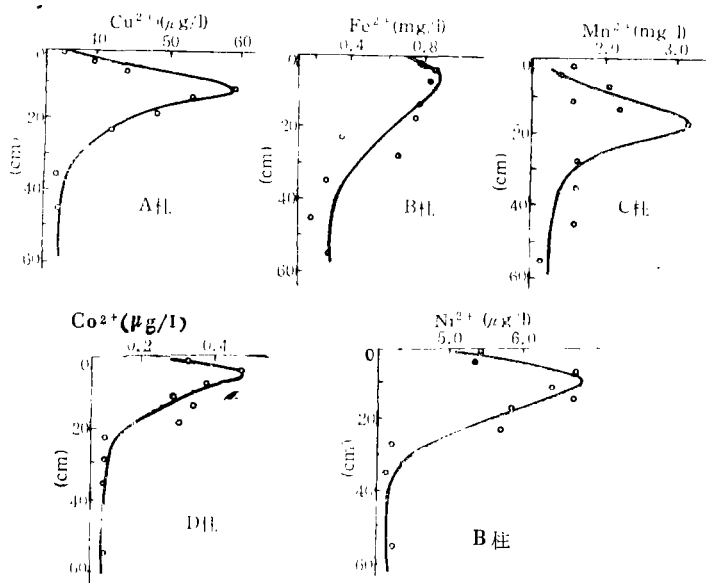 Cu²⁺(μg/l)
40 50 60
0
20
40
60
(cm)
A柱
Fe²⁺(mg/l)
0.4 0.8
0
20
40
60
(cm)
B柱
Mn²⁺(mg/l)
2.0 3.0
0
20
40
60
(cm)
C柱
Co²⁺(μg/l)
0.2 0.4
0
20
40
60
(cm)
D柱
Ni²⁺(μg/l)
5.0 6.0
0
20
40
60
(cm)
B柱